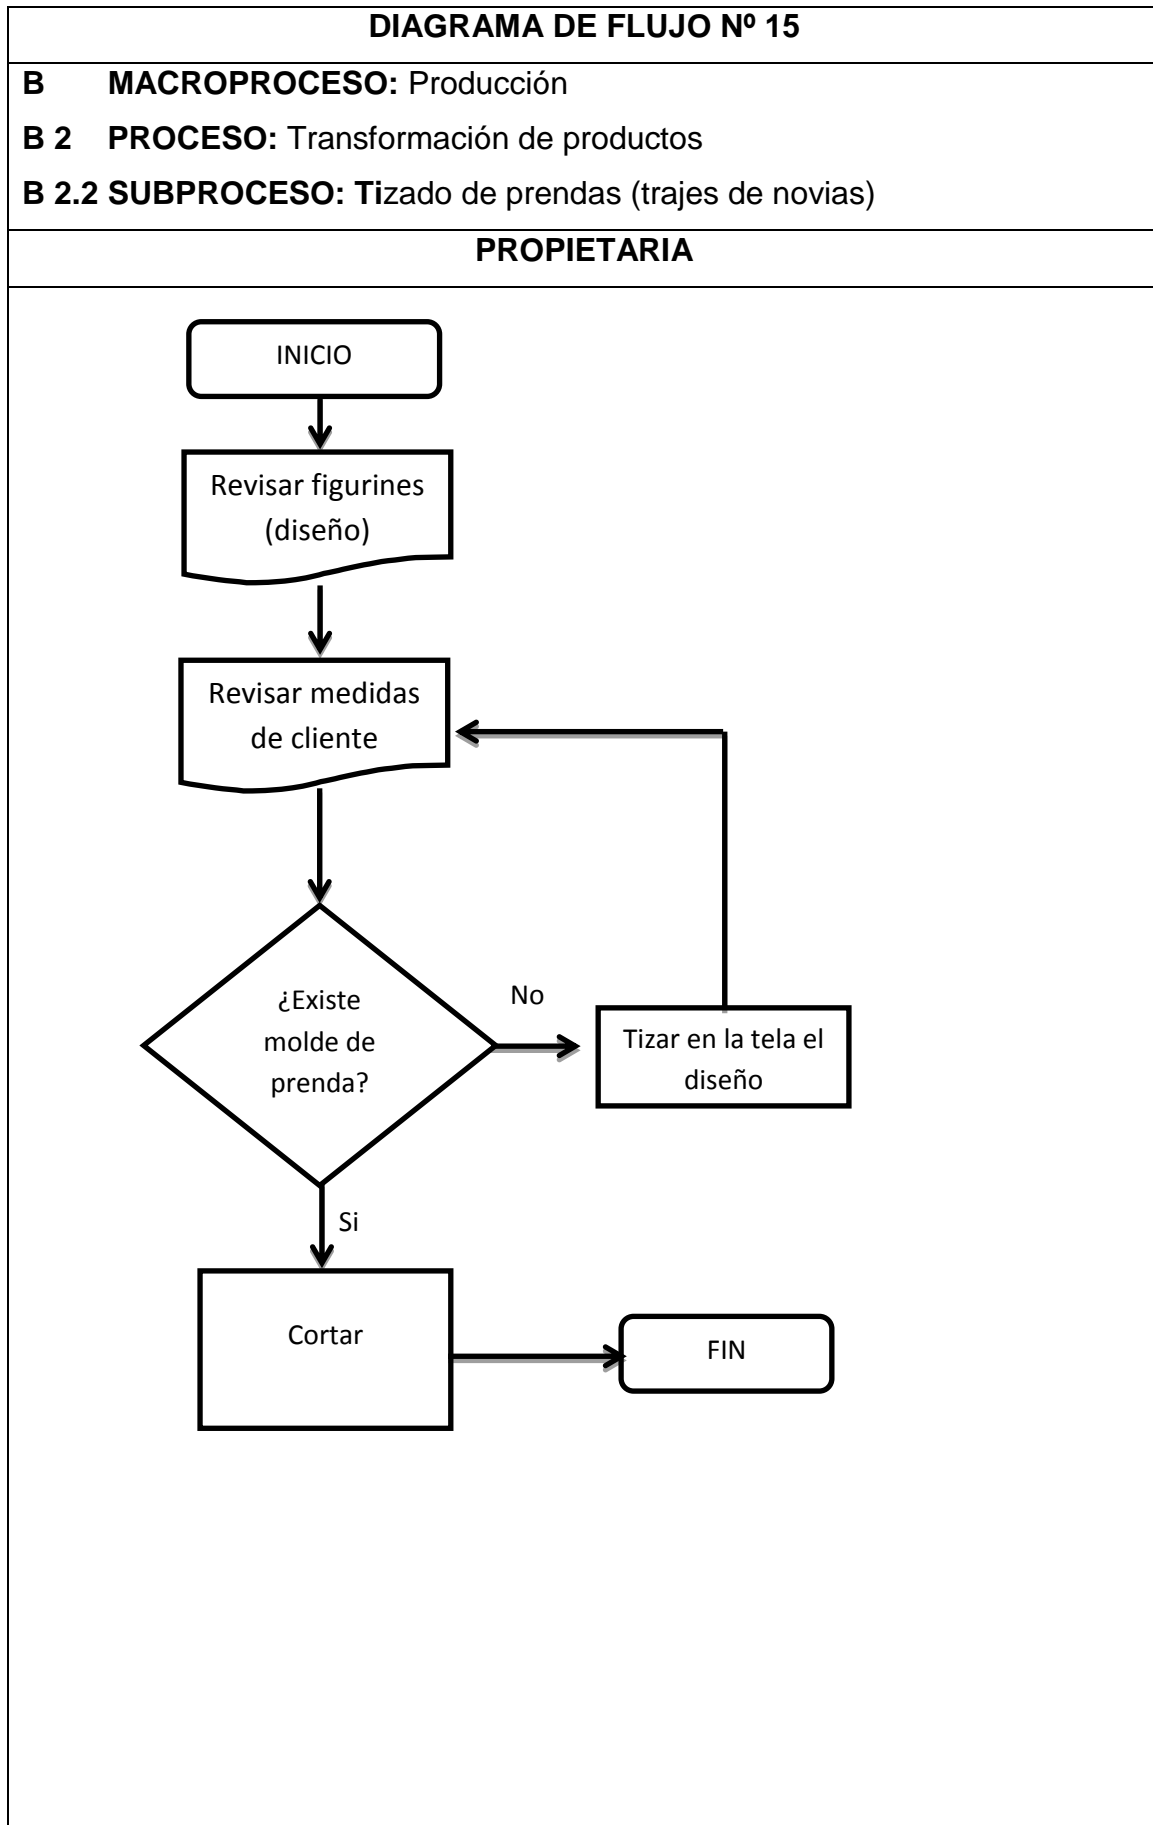 DIAGRAMA DE FLUJO Nº 15
B MACROPROCESO: Producción
B 2 PROCESO: Transformación de productos
B 2.2 SUBPROCESO: Tizado de prendas (trajes de novias)
PROPIETARIA
INICIO
Revisar figurines
(diseño)
Revisar medidas
de cliente
¿Existe
molde de
prenda?
No
Tizar en la tela el
diseño
Si
Cortar
FIN